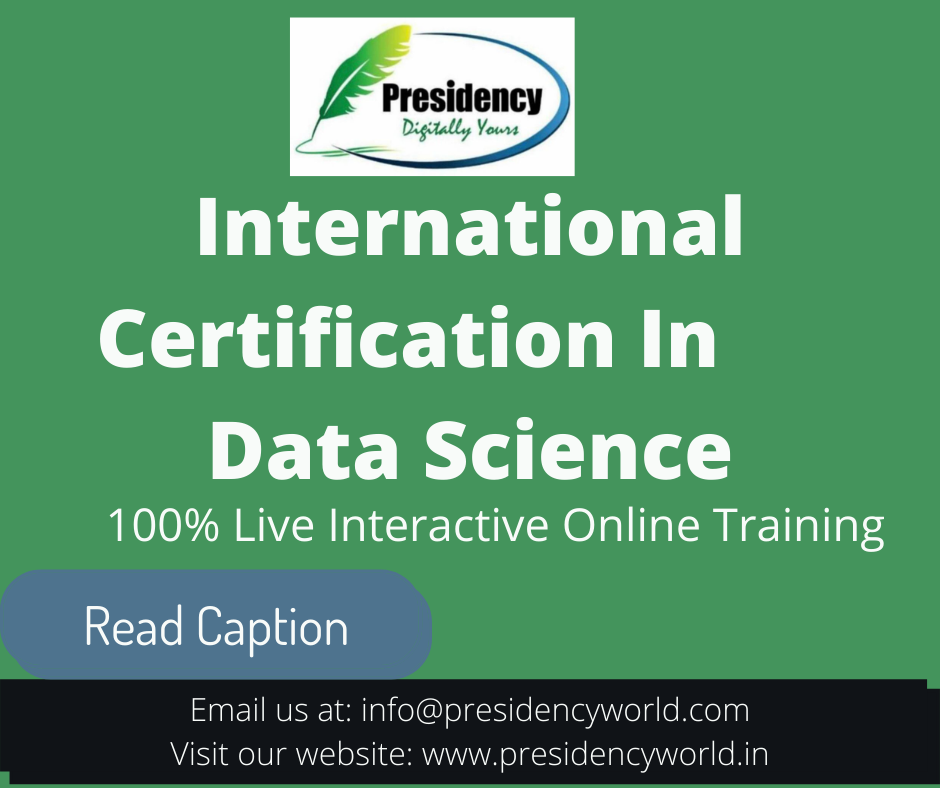 Presidency
Digitally Yours
International
Certification In
Data Science
100% Live Interactive Online Training
Read Caption
Email us at: info@presidencyworld.com
Visit our website: www.presidencyworld.in